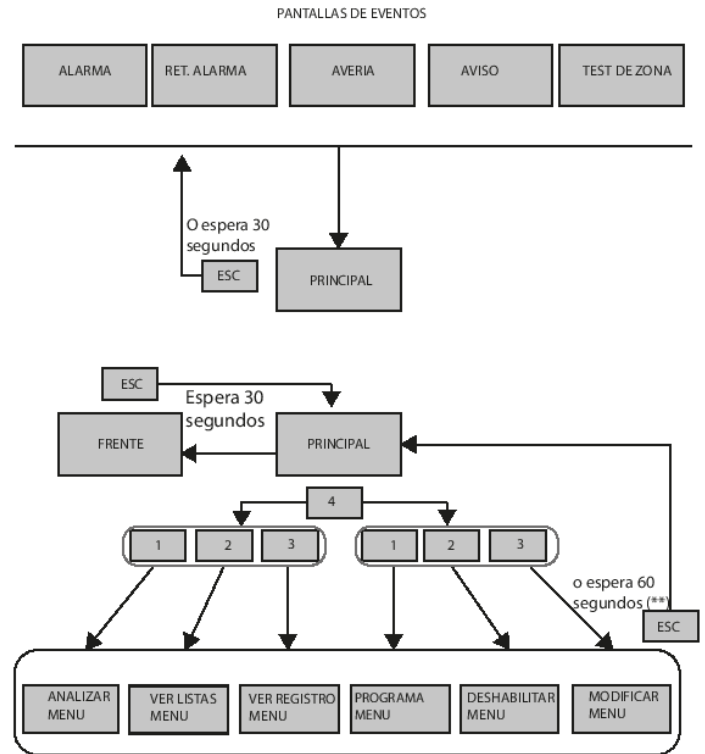 PANTALLAS DE EVENTOS
ALARMA
RET. ALARMA
AVERIA
AVISO
TEST DE ZONA
O espera 30
segundos
ESC
PRINCIPAL
ESC
Espera 30
segundos
FRENTE
PRINCIPAL
4
1
2
3
1
2
3
o espera 60
segundos (**)
ESC
ANALIZAR
MENU
VER LISTAS
MENU
VER REGISTRO
MENU
PROGRAMA
MENU
DESHABILITAR
MENU
MODIFICAR
MENU